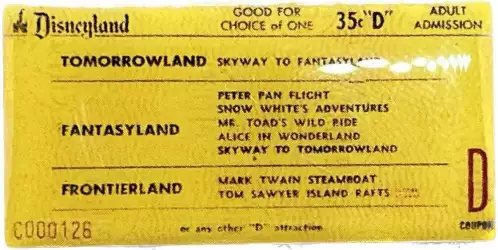 Disneyland GOOD FOR CHOICE of ONE 35¢ "D" ADULT ADMISSION
TOMORROWLAND SKYWAY TO FANTASYLAND
FANTASYLAND
PETER PAN FLIGHT
SNOW WHITE'S ADVENTURES
MR. TOAD'S WILD RIDE
ALICE IN WONDERLAND
SKYWAY TO TOMORROWLAND
FRONTIERLAND
MARK TWAIN STEAMBOAT
TOM SAWYER ISLAND RAFTS
D
COUPON
C000126
or any other "D" attraction